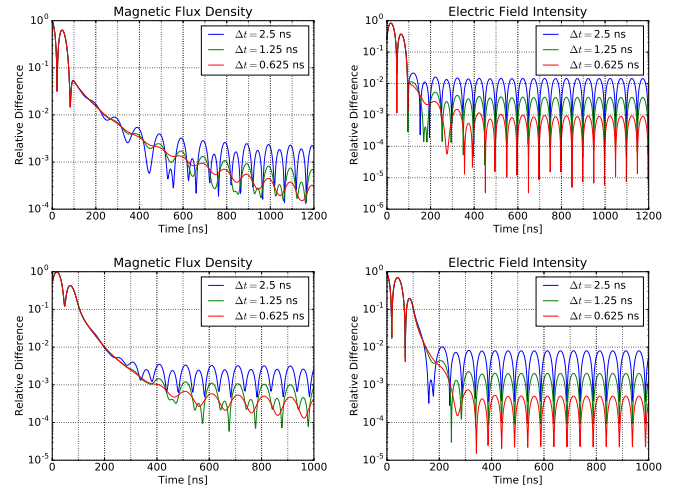 Magnetic Flux Density
Relative Difference
10^0
10^-1
10^-2
10^-3
10^-4
0 200 400 600 800 1000 1200
Time [ns]
Δt = 2.5 ns
Δt = 1.25 ns
Δt = 0.625 ns
Electric Field Intensity
Relative Difference
10^0
10^-1
10^-2
10^-3
10^-4
10^-5
10^-6
0 200 400 600 800 1000 1200
Time [ns]
Δt = 2.5 ns
Δt = 1.25 ns
Δt = 0.625 ns
Magnetic Flux Density
Relative Difference
10^0
10^-1
10^-2
10^-3
10^-4
10^-5
0 200 400 600 800 1000
Time [ns]
Δt = 2.5 ns
Δt = 1.25 ns
Δt = 0.625 ns
Electric Field Intensity
Relative Difference
10^0
10^-1
10^-2
10^-3
10^-4
10^-5
0 200 400 600 800 1000
Time [ns]
Δt = 2.5 ns
Δt = 1.25 ns
Δt = 0.625 ns